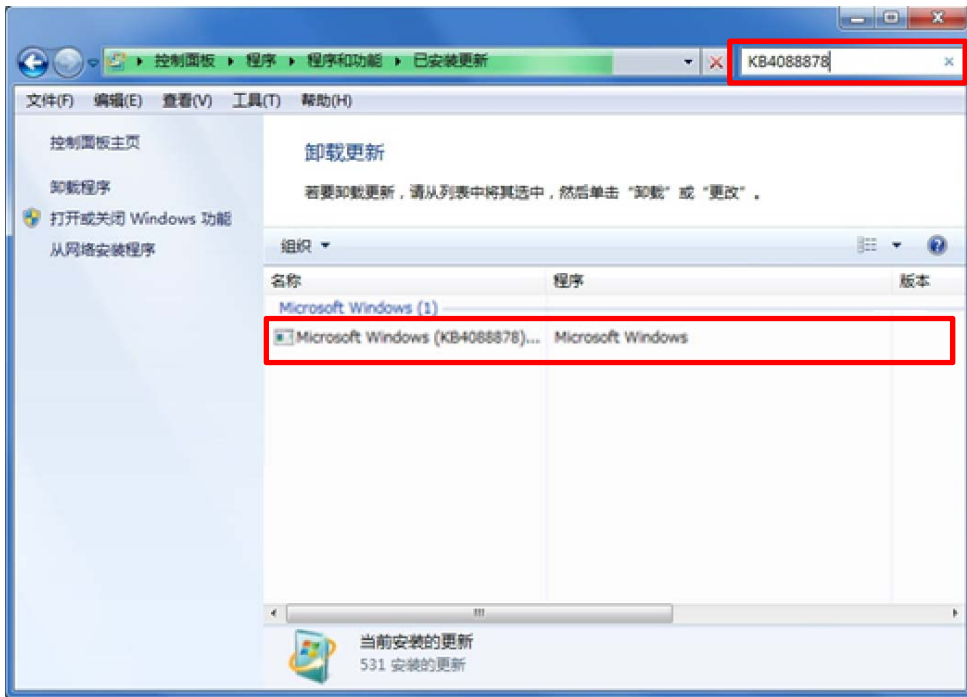 控制面板 程序 程序和功能 已安装更新 KB4088878
文件(F) 编辑(E) 查看(V) 工具(T) 帮助(H)
控制面板主页
卸载程序
打开或关闭 Windows 功能
从网络安装程序
卸载更新
若要卸载更新，请从列表中将其选中，然后单击“卸载”或“更改”。
组织
名称 程序 版本
Microsoft Windows (1)
Microsoft Windows (KB4088878)... Microsoft Windows
当前安装的更新
531 安装的更新